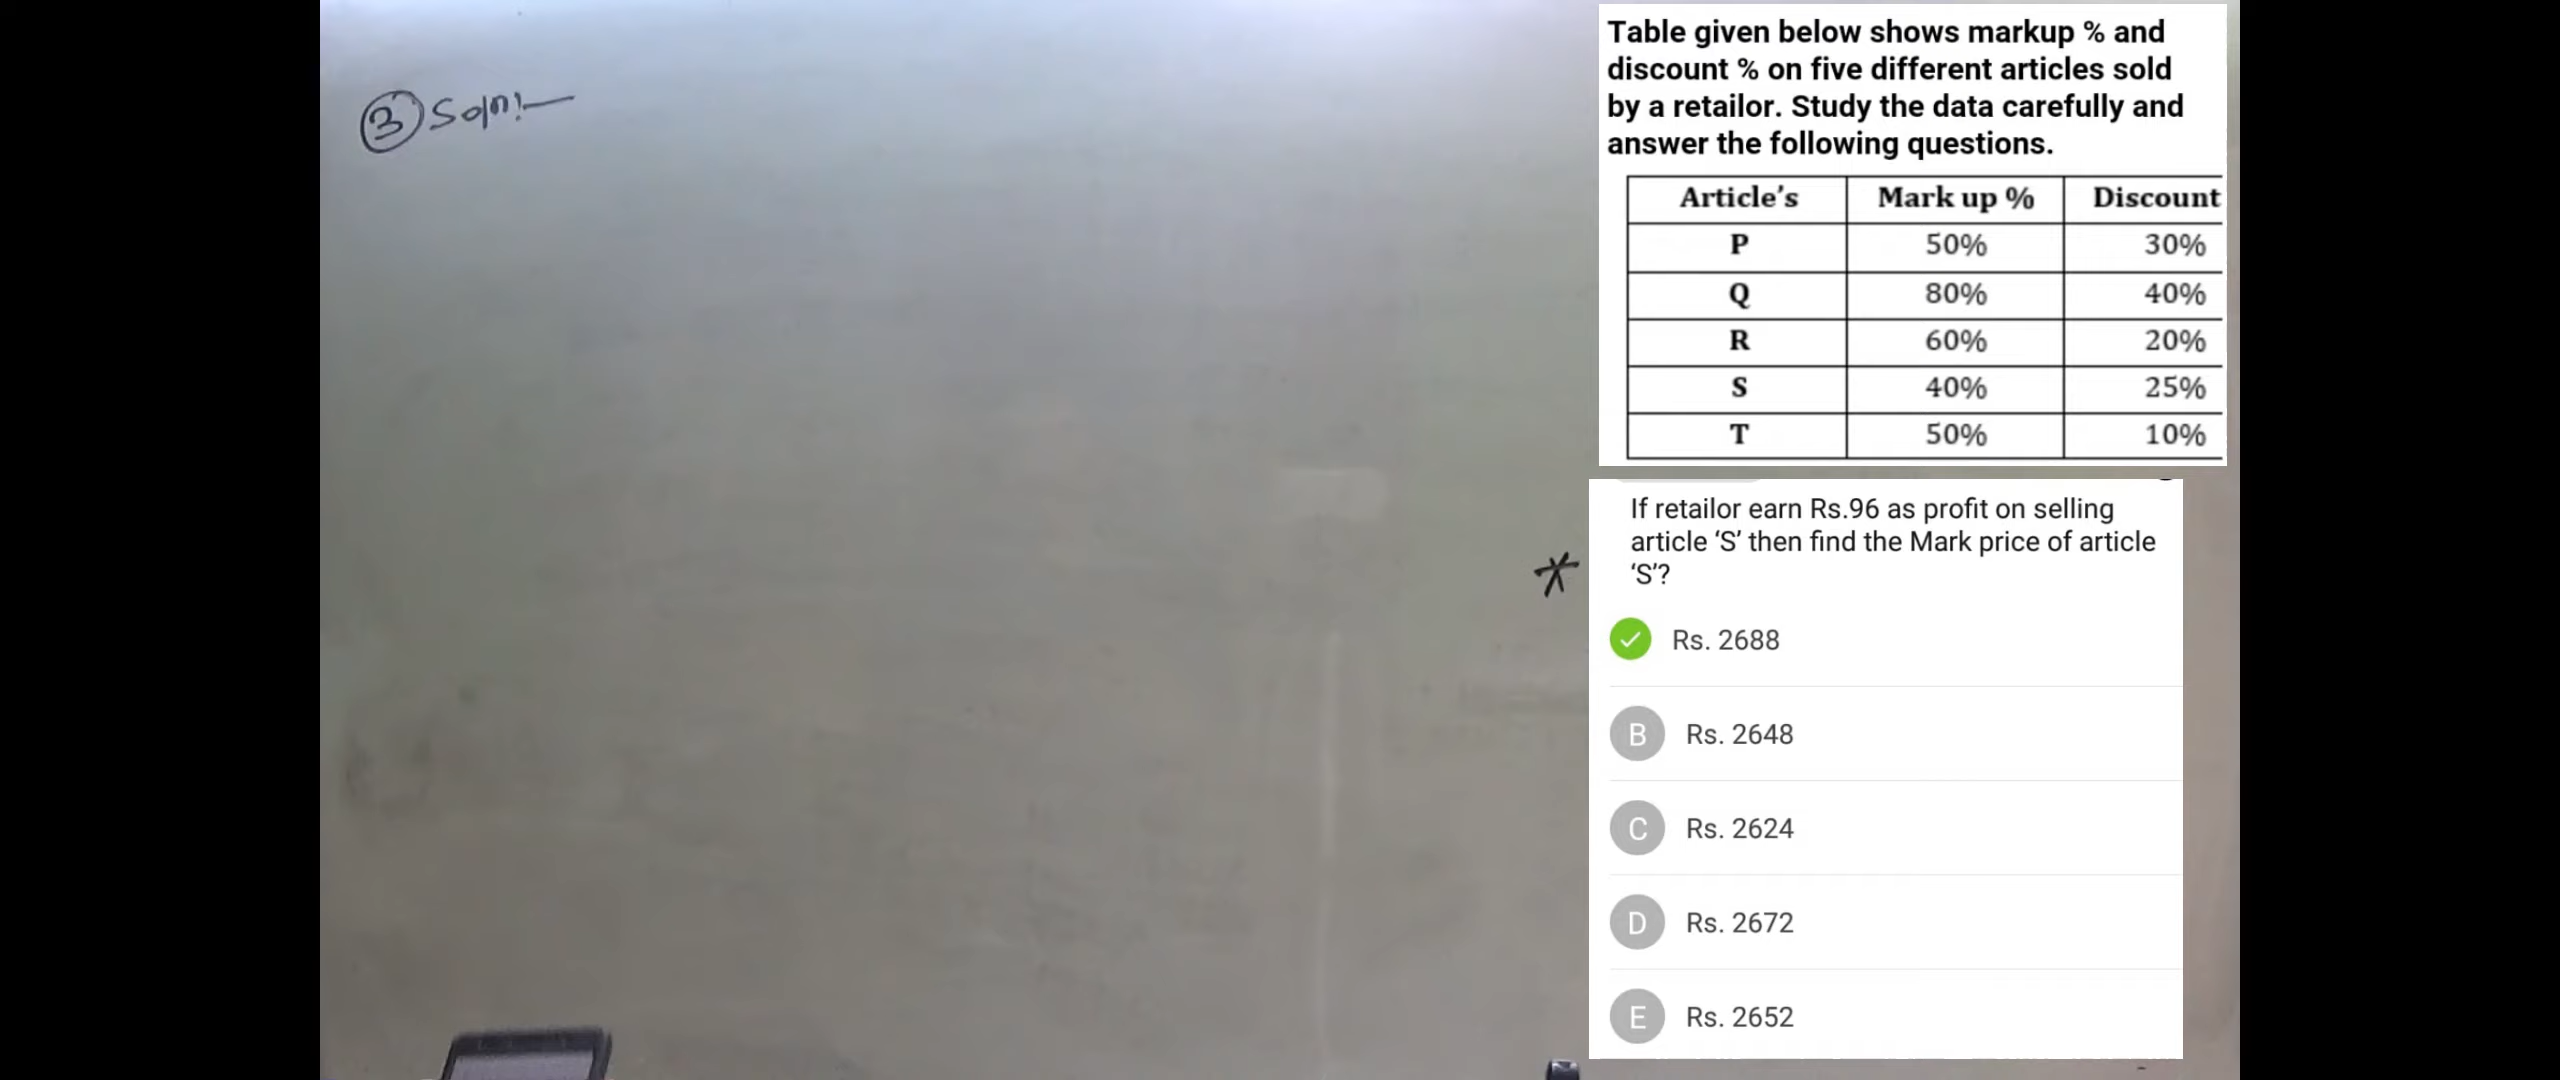 ③ Soln:—
Table given below shows markup % and
discount % on five different articles sold
by a retailor. Study the data carefully and
answer the following questions.
Article's Mark up % Discount
P 50% 30%
Q 80% 40%
R 60% 20%
S 40% 25%
T 50% 10%
If retailor earn Rs.96 as profit on selling
article ‘S’ then find the Mark price of article
‘S’?
*
Rs. 2688
B Rs. 2648
C Rs. 2624
D Rs. 2672
E Rs. 2652